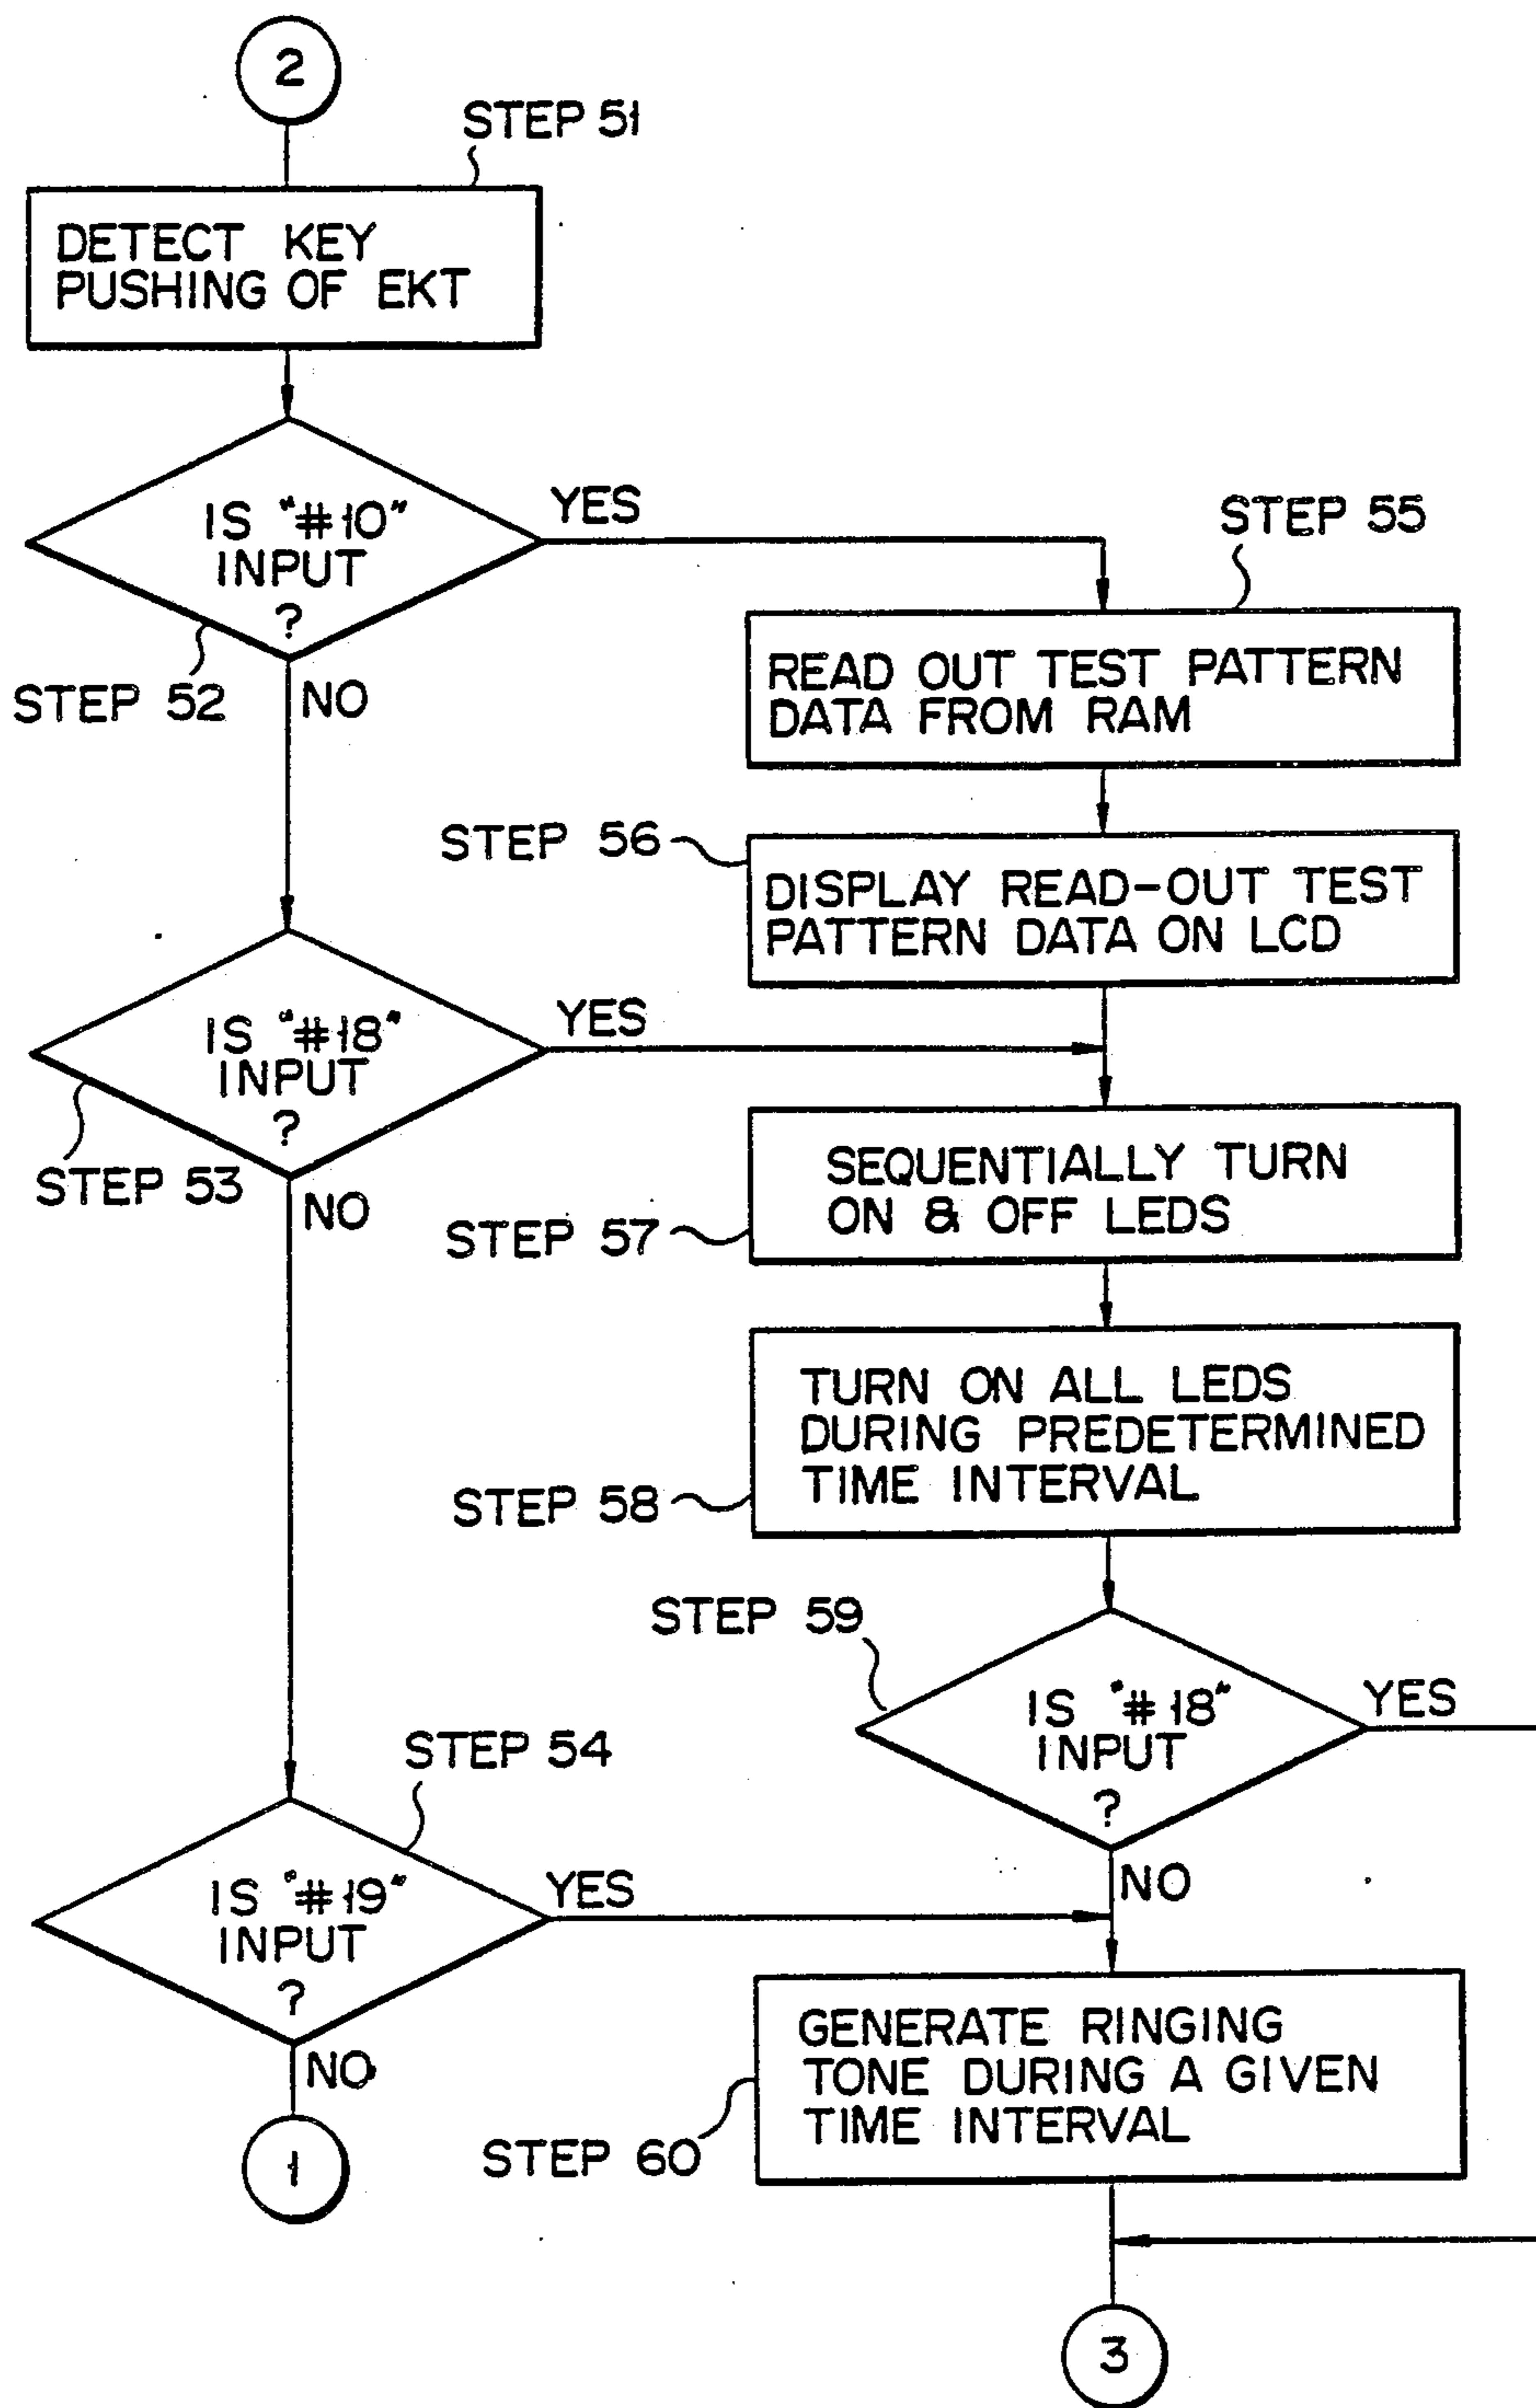 2
STEP 51
DETECT KEY
PUSHING OF EKT
IS "#10"
INPUT
?
YES
STEP 52
NO
STEP 55
READ OUT TEST PATTERN
DATA FROM RAM
STEP 56
DISPLAY READ-OUT TEST
PATTERN DATA ON LCD
IS "#18"
INPUT
?
YES
STEP 53
NO
STEP 57
SEQUENTIALLY TURN
ON & OFF LEDS
STEP 58
TURN ON ALL LEDS
DURING PREDETERMINED
TIME INTERVAL
STEP 59
IS "#18"
INPUT
?
YES
NO
STEP 54
IS "#19"
INPUT
?
YES
NO
1
STEP 60
GENERATE RINGING
TONE DURING A GIVEN
TIME INTERVAL
3